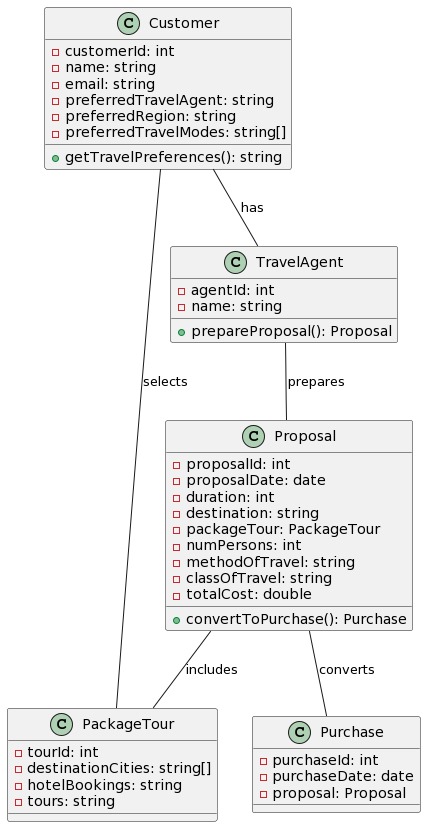 C Customer
customerId: int
name: string
email: string
preferredTravelAgent: string
preferredRegion: string
preferredTravelModes: string[]
getTravelPreferences(): string
has
C TravelAgent
agentId: int
name: string
prepareProposal(): Proposal
selects
prepares
C Proposal
proposalId: int
proposalDate: date
duration: int
destination: string
packageTour: PackageTour
numPersons: int
methodOfTravel: string
classOfTravel: string
totalCost: double
convertToPurchase(): Purchase
includes
converts
C PackageTour
tourId: int
destinationCities: string[]
hotelBookings: string
tours: string
C Purchase
purchaseId: int
purchaseDate: date
proposal: Proposal